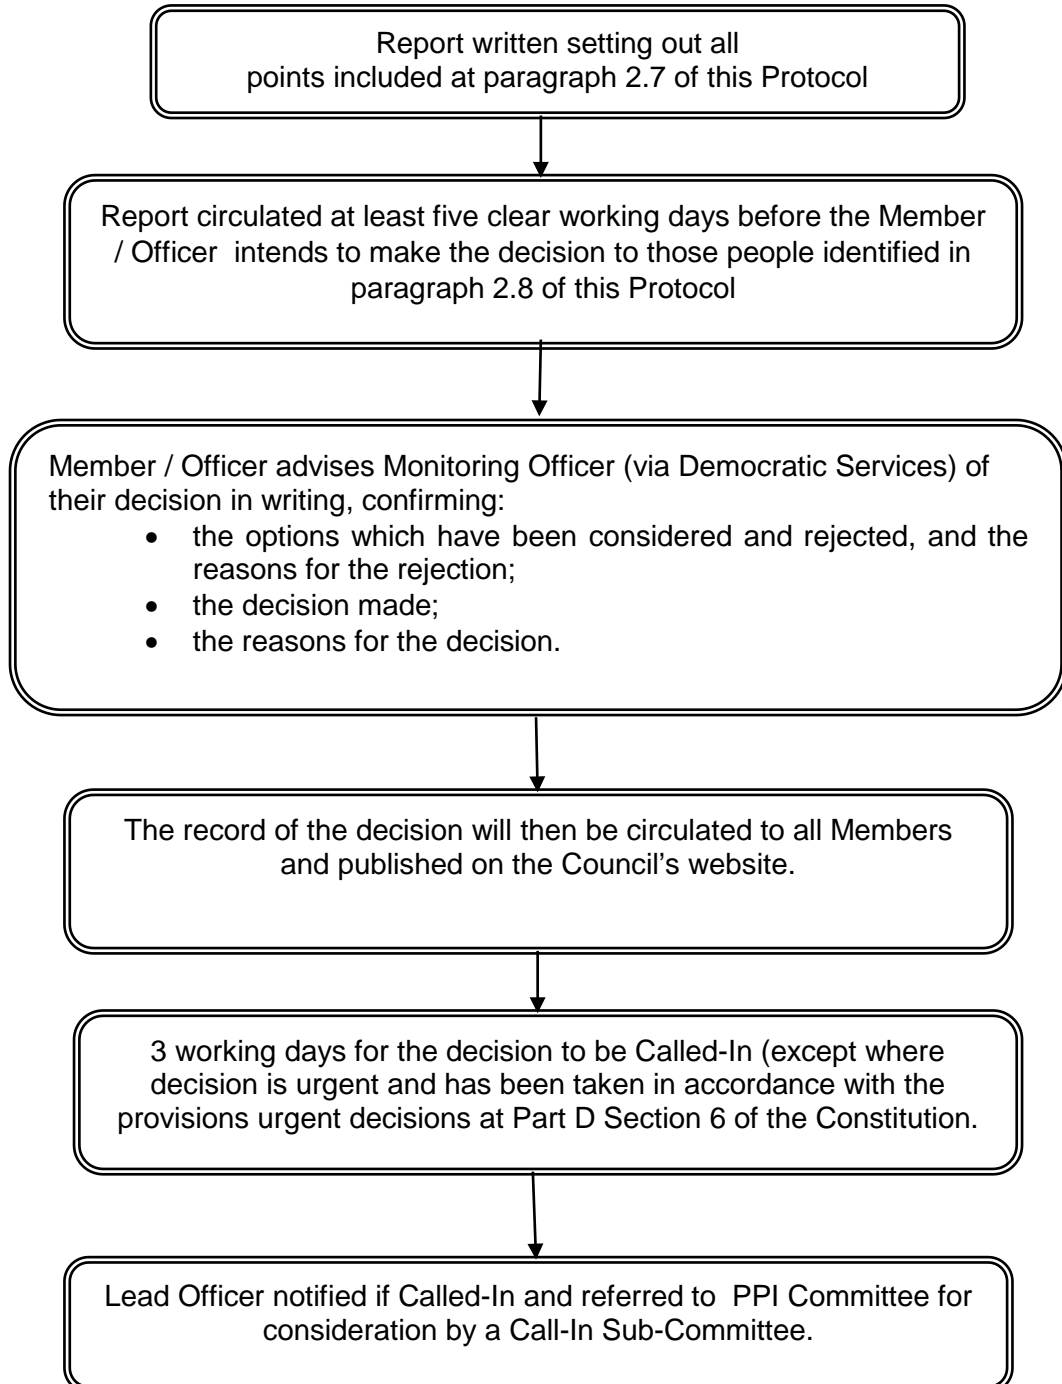 Report written setting out all
points included at paragraph 2.7 of this Protocol
Report circulated at least five clear working days before the Member
/ Officer  intends to make the decision to those people identified in
paragraph 2.8 of this Protocol
Member / Officer advises Monitoring Officer (via Democratic Services) of
their decision in writing, confirming:
• the options which have been considered and rejected, and the
reasons for the rejection;
• the decision made;
• the reasons for the decision.
The record of the decision will then be circulated to all Members
and published on the Council’s website.
3 working days for the decision to be Called-In (except where
decision is urgent and has been taken in accordance with the
provisions urgent decisions at Part D Section 6 of the Constitution.
Lead Officer notified if Called-In and referred to  PPI Committee for
consideration by a Call-In Sub-Committee.